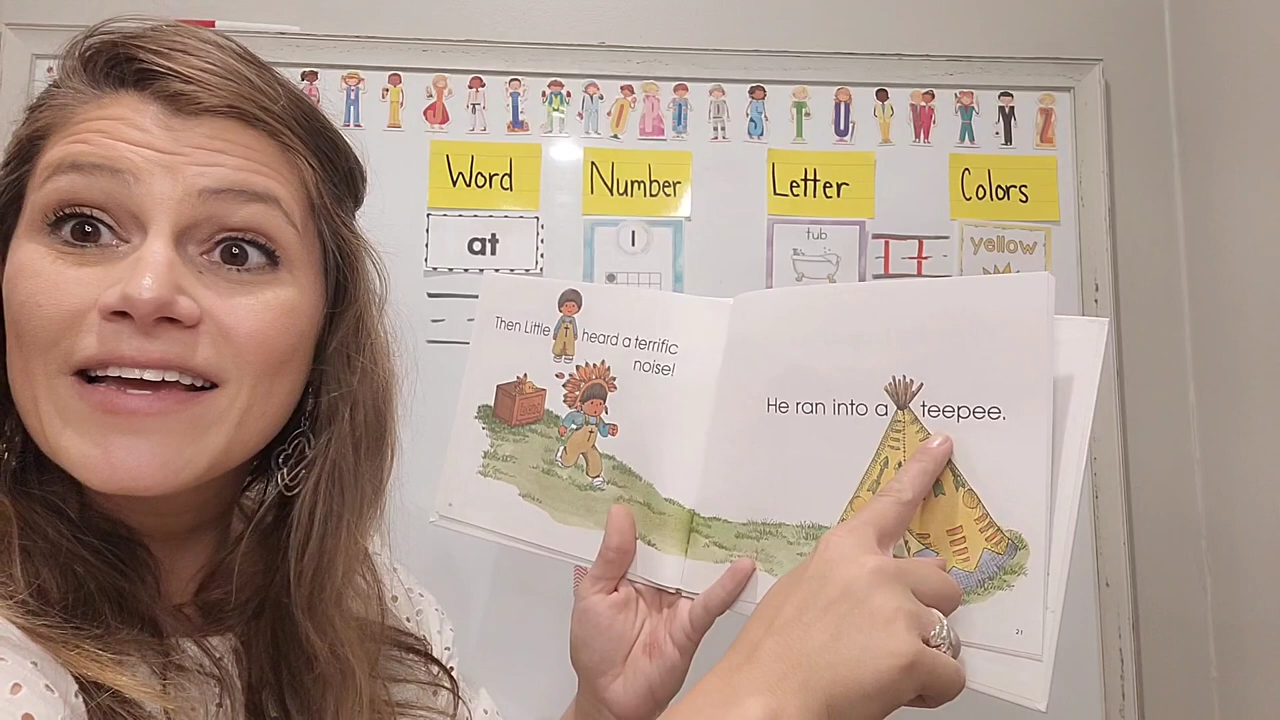 Word
Number
Letter
Colors
at
1
tub
yellow
Then Little heard a terrific
noise!
He ran into a teepee.
21